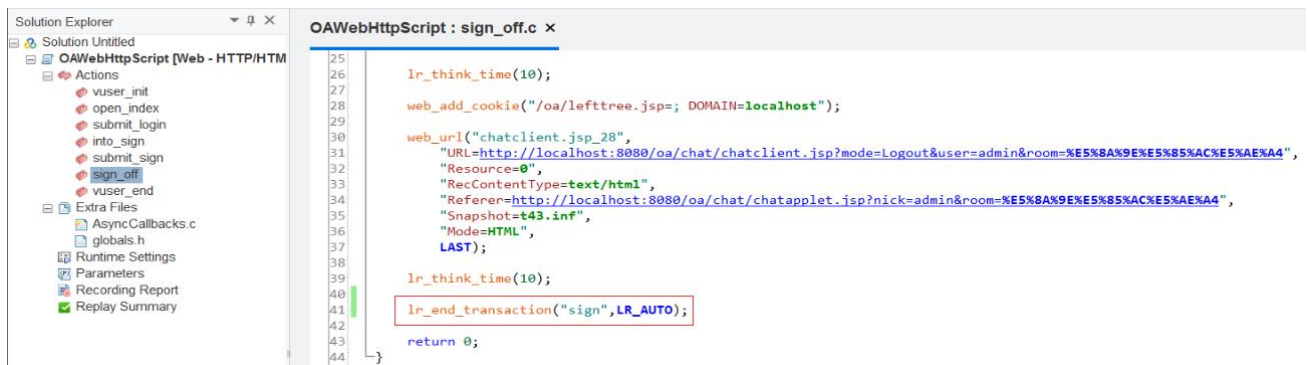 Solution Explorer
Solution Untitled
OAWebHttpScript [Web - HTTP/HTM
Actions
vuser_init
open_index
submit_login
into_sign
submit_sign
sign_off
vuser_end
Extra Files
AsyncCallbacks.c
globals.h
Runtime Settings
Parameters
Recording Report
Replay Summary
OAWebHttpScript : sign_off.c ×
25
26 lr_think_time(10);
27
28 web_add_cookie("/oa/lefttree.jsp=; DOMAIN=localhost");
29
30 web_url("chatclient.jsp_28",
31 "URL=http://localhost:8080/oa/chat/chatclient.jsp?mode=Logout&user=admin&room=%E5%8A%9E%E5%85%AC%E5%AE%A4",
32 "Resource=0",
33 "RecContentType=text/html",
34 "Referer=http://localhost:8080/oa/chat/chatapplet.jsp?nick=admin&room=%E5%8A%9E%E5%85%AC%E5%AE%A4",
35 "Snapshot=t43.inf",
36 "Mode=HTML",
37 LAST);
38
39 lr_think_time(10);
40
41 lr_end_transaction("sign",LR_AUTO);
42
43 return 0;
44 }